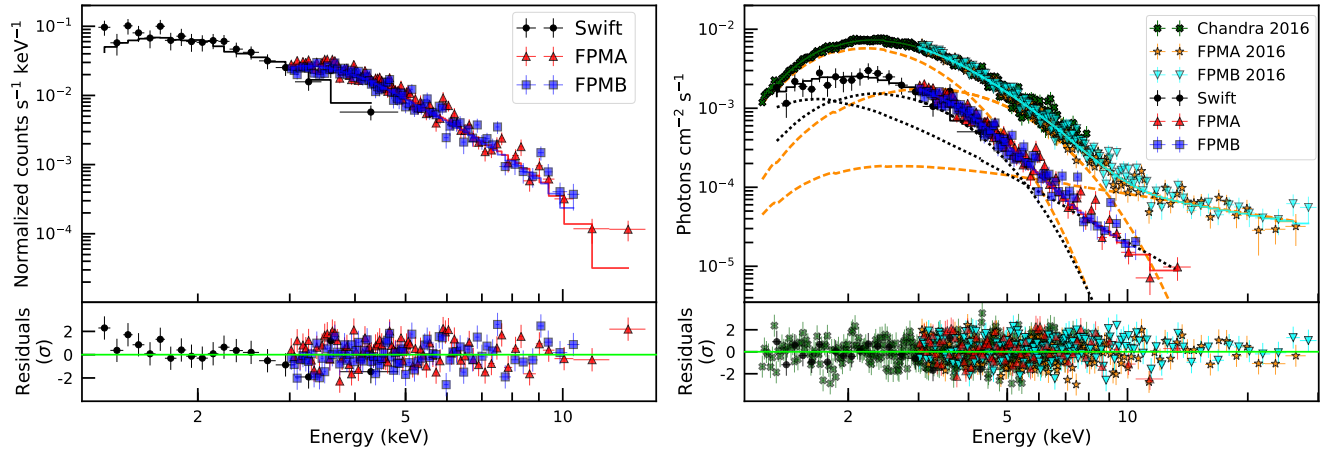 Normalized counts s⁻¹ keV⁻¹
10⁻¹
10⁻²
10⁻³
10⁻⁴
Swift
FPMA
FPMB
Residuals
(σ)
2
0
-2
2
5
10
Energy (keV)
Photons cm⁻² s⁻¹
10⁻²
10⁻³
10⁻⁴
10⁻⁵
Chandra 2016
FPMA 2016
FPMB 2016
Swift
FPMA
FPMB
Residuals
(σ)
2
0
-2
2
5
10
Energy (keV)